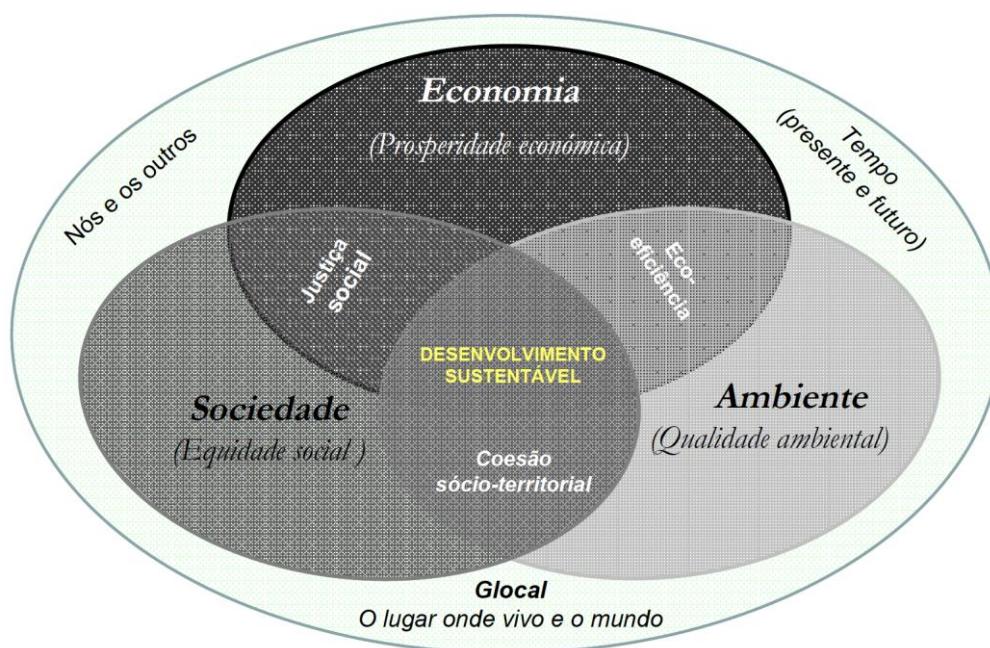 Economia
(Prosperidade económica)
Nós e os outros
Tempo
(presente e futuro)
Justiça
social
Eco-
eficiência
DESENVOLVIMENTO
SUSTENTÁVEL
Sociedade
(Equidade social )
Ambiente
(Qualidade ambiental)
Coesão
sócio-territorial
Glocal
O lugar onde vivo e o mundo